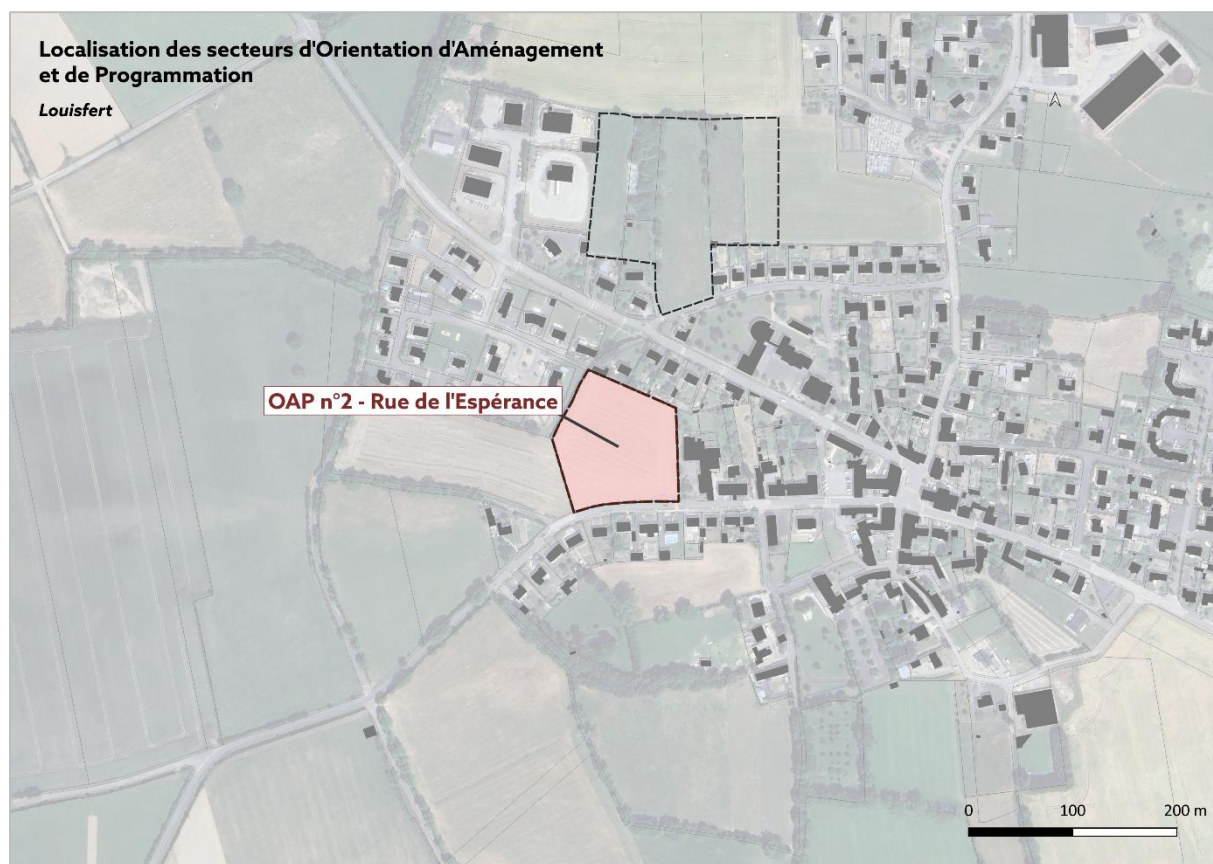 Localisation des secteurs d'Orientation d'Aménagement
et de Programmation
Louisfert
OAP n°2 - Rue de l'Espérance
0 100 200 m